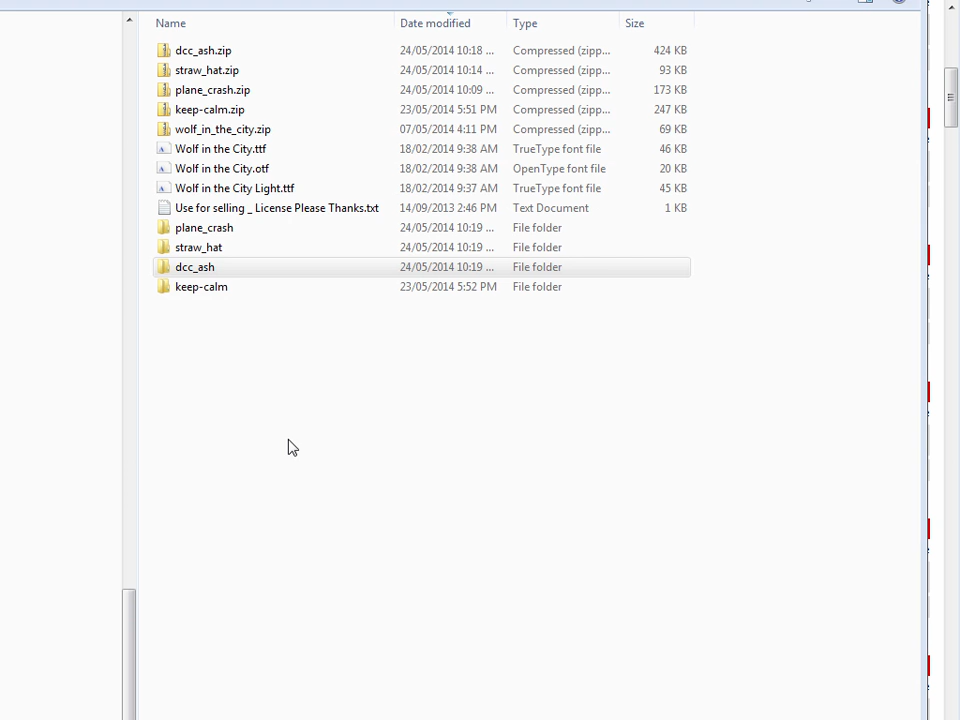 Name Date modified Type Size
dcc_ash.zip 24/05/2014 10:18 ... Compressed (zipp... 424 KB
straw_hat.zip 24/05/2014 10:14 ... Compressed (zipp... 93 KB
plane_crash.zip 24/05/2014 10:09 ... Compressed (zipp... 173 KB
keep-calm.zip 23/05/2014 5:51 PM Compressed (zipp... 247 KB
wolf_in_the_city.zip 07/05/2014 4:11 PM Compressed (zipp... 69 KB
Wolf in the City.ttf 18/02/2014 9:38 AM TrueType font file 46 KB
Wolf in the City.otf 18/02/2014 9:38 AM OpenType font file 20 KB
Wolf in the City Light.ttf 18/02/2014 9:37 AM TrueType font file 45 KB
Use for selling _ License Please Thanks.txt 14/09/2013 2:46 PM Text Document 1 KB
plane_crash 24/05/2014 10:19 ... File folder
straw_hat 24/05/2014 10:19 ... File folder
dcc_ash 24/05/2014 10:19 ... File folder
keep-calm 23/05/2014 5:52 PM File folder